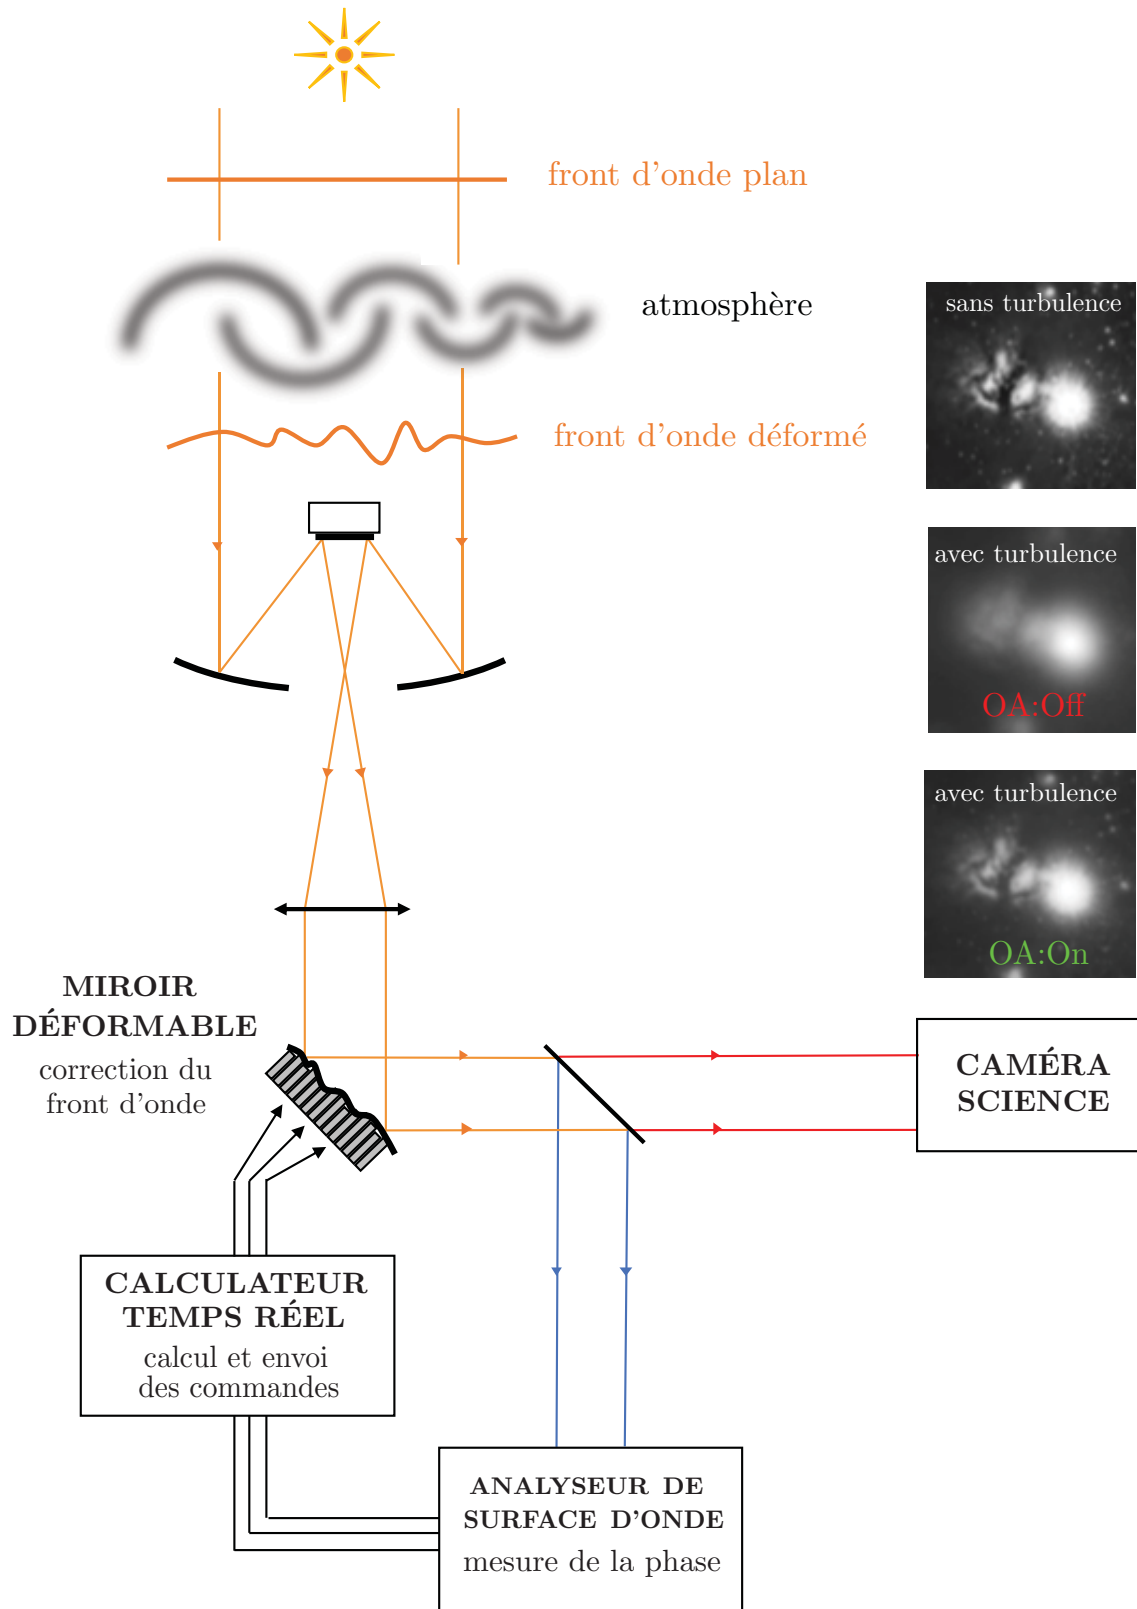 front d'onde plan
atmosphère
sans turbulence
front d'onde déformé
avec turbulence
OA:Off
avec turbulence
OA:On
MIROIR
DÉFORMABLE
correction du
front d'onde
CAMÉRA
SCIENCE
CALCULATEUR
TEMPS RÉEL
calcul et envoi
des commandes
ANALYSEUR DE
SURFACE D'ONDE
mesure de la phase